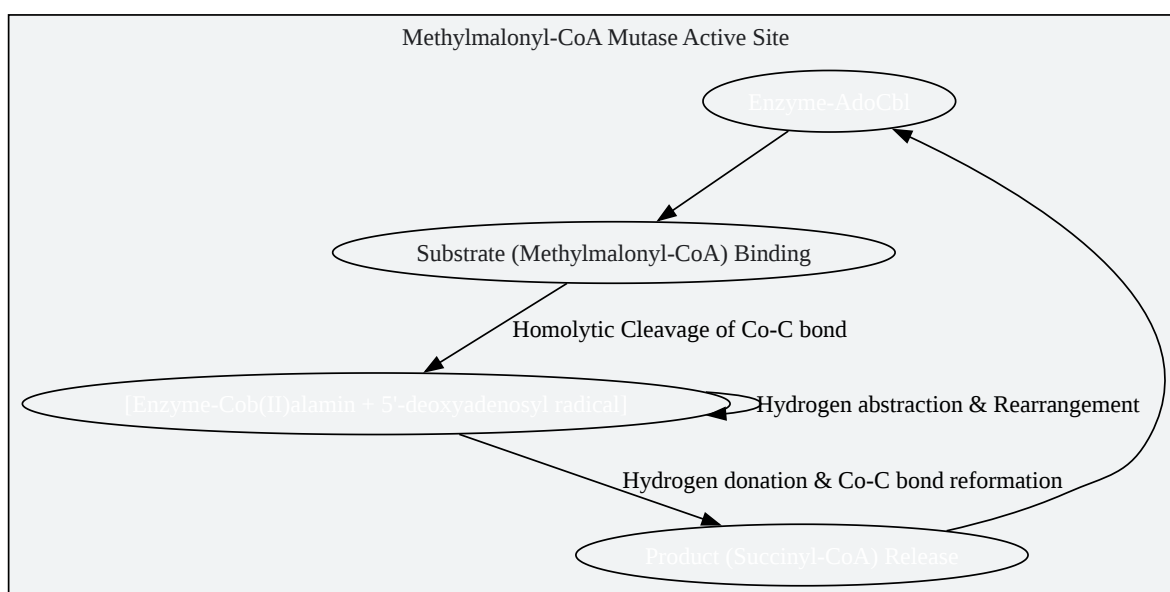 Methylmalonyl-CoA Mutase Active Site
Enzyme-AdoCbl
Substrate (Methylmalonyl-CoA) Binding
Homolytic Cleavage of Co-C bond
[Enzyme-Cob(II)alamin + 5'-deoxyadenosyl radical]
Hydrogen abstraction & Rearrangement
Hydrogen donation & Co-C bond reformation
Product (Succinyl-CoA) Release